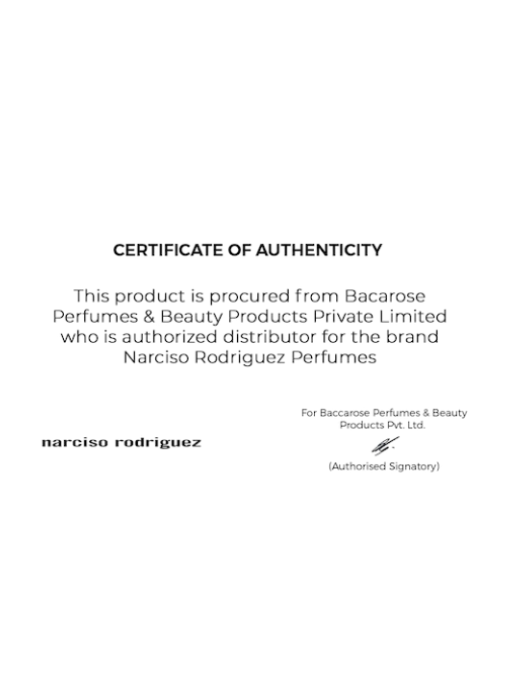 CERTIFICATE OF AUTHENTICITY
This product is procured from Bacarose
Perfumes & Beauty Products Private Limited
who is authorized distributor for the brand
Narciso Rodriguez Perfumes
For Baccarose Perfumes & Beauty
Products Pvt. Ltd.
narciso rodriguez
(Authorised Signatory)